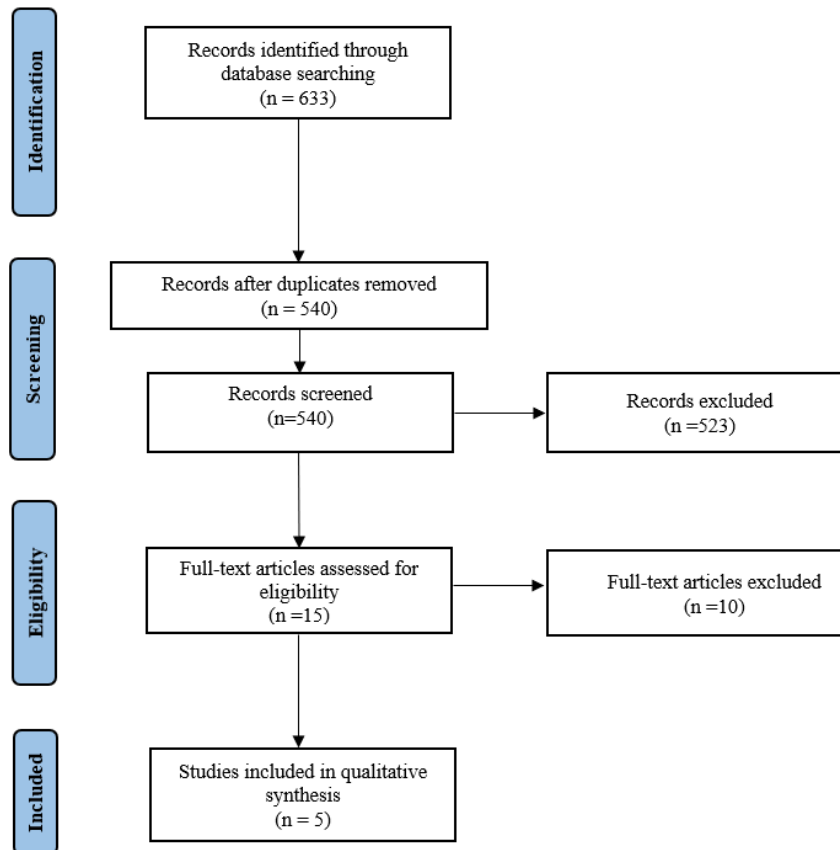 Identification
Records identified through
database searching
(n = 633)
Screening
Records after duplicates removed
(n = 540)
Records screened
(n=540)
Records excluded
(n =523)
Eligibility
Full-text articles assessed for
eligibility
(n =15)
Full-text articles excluded
(n =10)
Included
Studies included in qualitative
synthesis
(n = 5)